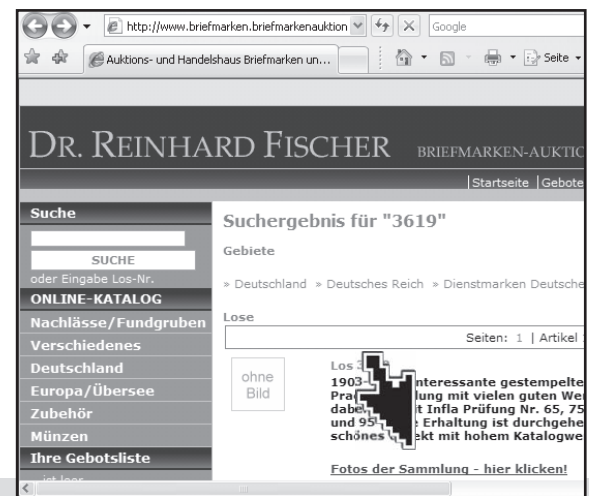 http://www.briefmarken.briefmarkenauktion
Google
Auktions- und Handelshaus Briefmarken un...
Seite
DR. REINHARD FISCHER BRIEFMARKEN-AUKTIO
|Startseite |Gebote
Suche
SUCHE
oder Eingabe Los-Nr.
ONLINE-KATALOG
Nachlässe/Fundgruben
Verschiedenes
Deutschland
Europa/Übersee
Zubehör
Münzen
Ihre Gebotsliste
Suchergebnis für "3619"
Gebiete
» Deutschland » Deutsches Reich » Dienstmarken Deutsche
Lose
Seiten: 1 | Artikel
ohne
Bild
Los
1903- nteressante gestempelte
lung mit vielen guten Wer
t Infla Prüfung Nr. 65, 75
und 95 Erhaltung ist durchgehe
schönes ekt mit hohem Katalogwe
Fotos der Sammlung - hier klicken!